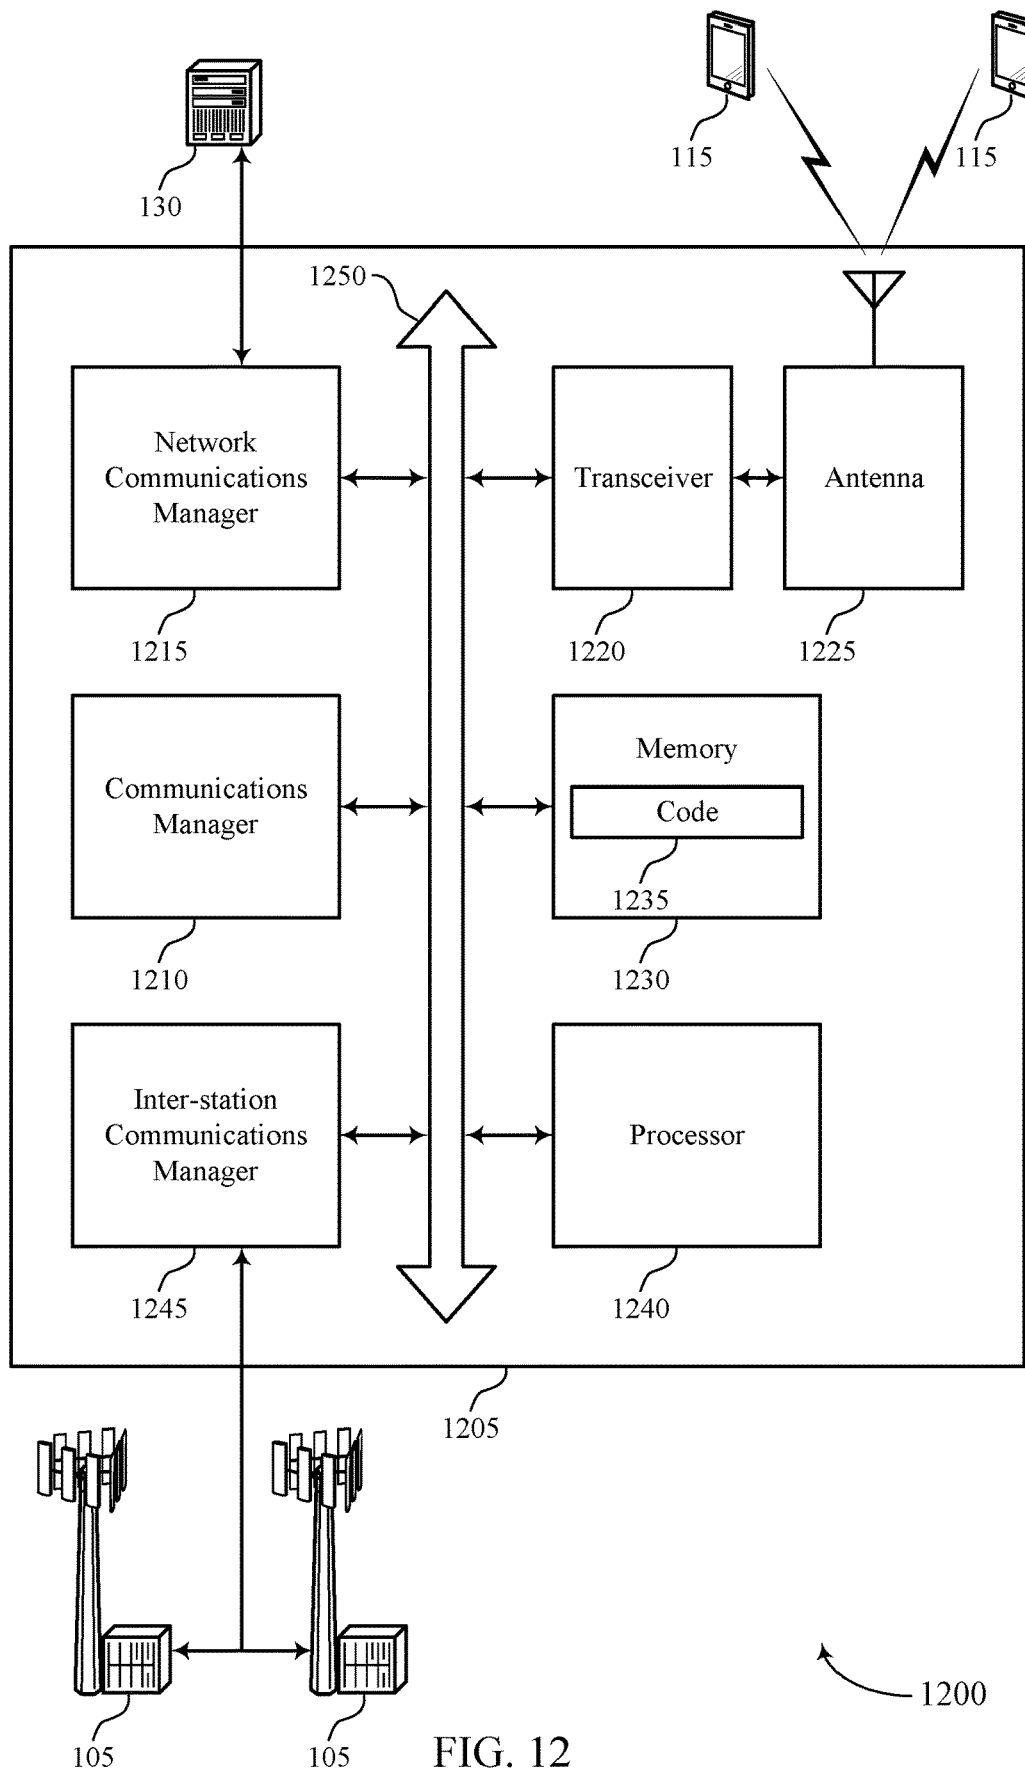 115
115
130
1250
Network
Communications
Manager
Transceiver
Antenna
1215
1220
1225
Communications
Manager
Memory
Code
1235
1210
1230
Inter-station
Communications
Manager
Processor
1245
1240
1205
1200
105
105
FIG. 12